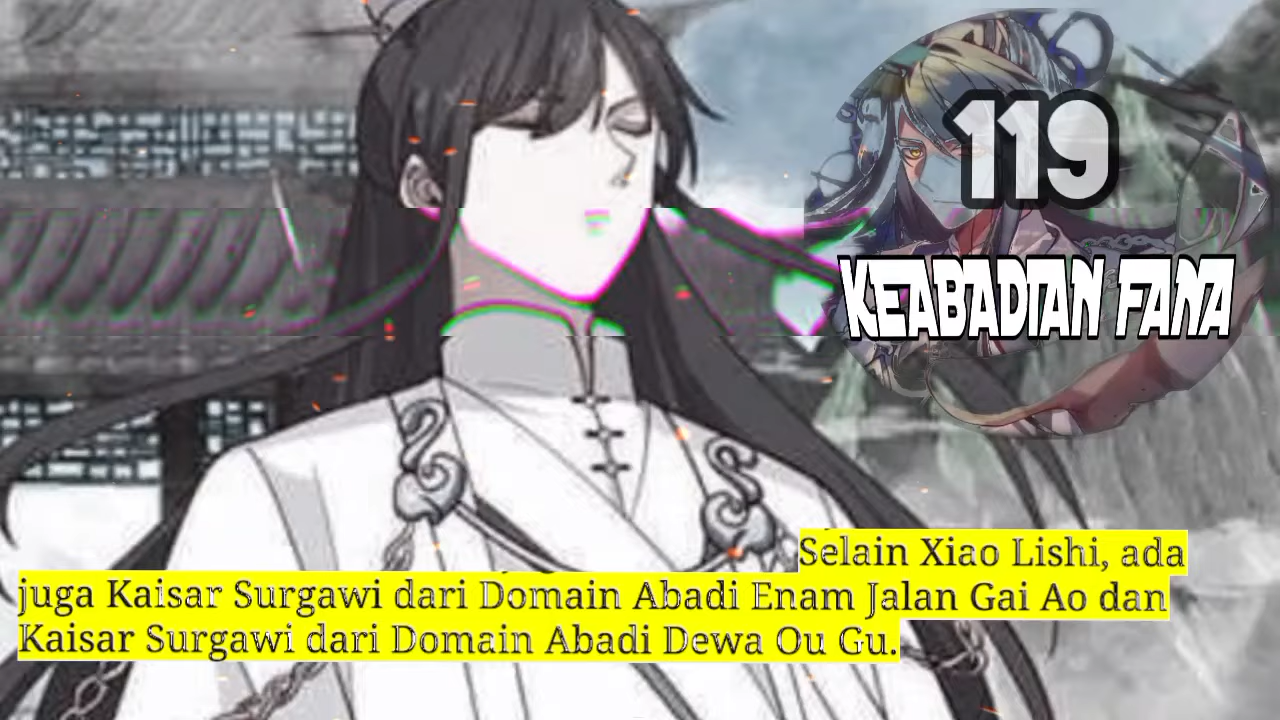 119
KEABADIAN FANA
Selain Xiao Lishi, ada
juga Kaisar Surgawi dari Domain Abadi Enam Jalan Gai Ao dan
Kaisar Surgawi dari Domain Abadi Dewa Ou Gu.